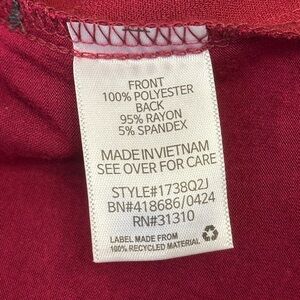 FRONT
100% POLYESTER
BACK
95% RAYON
5% SPANDEX
MADE IN VIETNAM
SEE OVER FOR CARE
STYLE#1738Q2J
BN#418686/0424
RN#31310
LABEL MADE FROM
100% RECYCLED MATERIAL